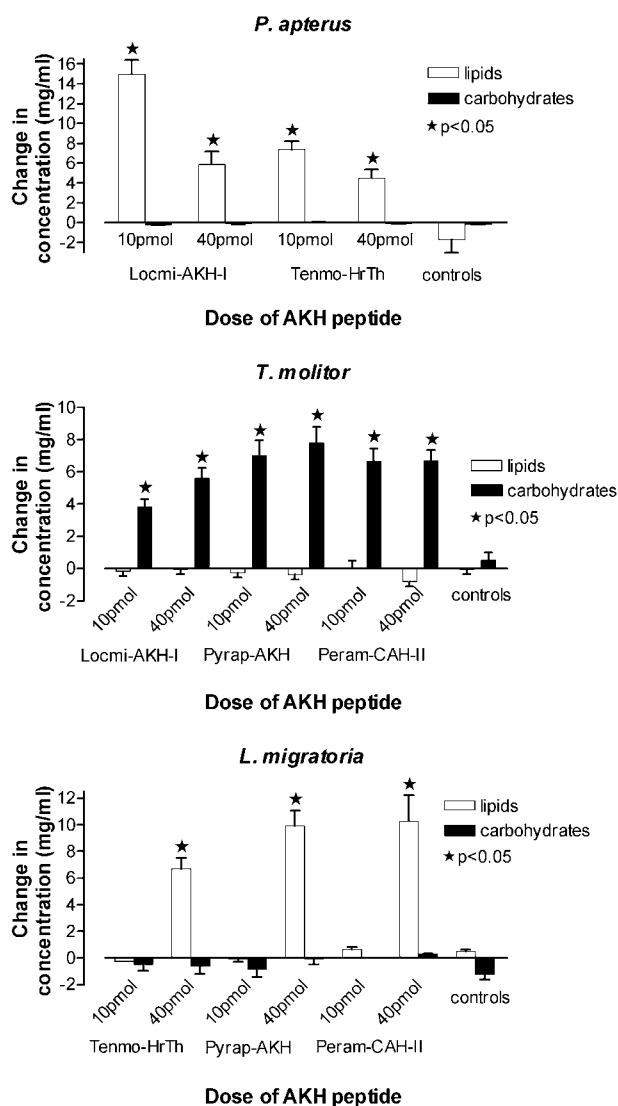 P. apterus
Change in
concentration (mg/ml)
16
14
12
10
8
6
4
2
0
-2
★
★
★
★
lipids
carbohydrates
★ p<0.05
10pmol 40pmol 10pmol 40pmol
Locmi-AKH-I Tenmo-HrTh controls
Dose of AKH peptide
T. molitor
Change in
concentration (mg/ml)
10
8
6
4
2
0
-2
★
★
★
★
★
★
lipids
carbohydrates
★ p<0.05
10pmol 40pmol 10pmol 40pmol 10pmol 40pmol controls
Locmi-AKH-I Pyrap-AKH Peram-CAH-II
Dose of AKH peptide
L. migratoria
Change in
concentration (mg/ml)
12
10
8
6
4
2
0
-2
★
★
★
lipids
carbohydrates
★ p<0.05
10pmol 40pmol 10pmol 40pmol 10pmol 40pmol controls
Tenmo-HrTh Pyrap-AKH Peram-CAH-II
Dose of AKH peptide